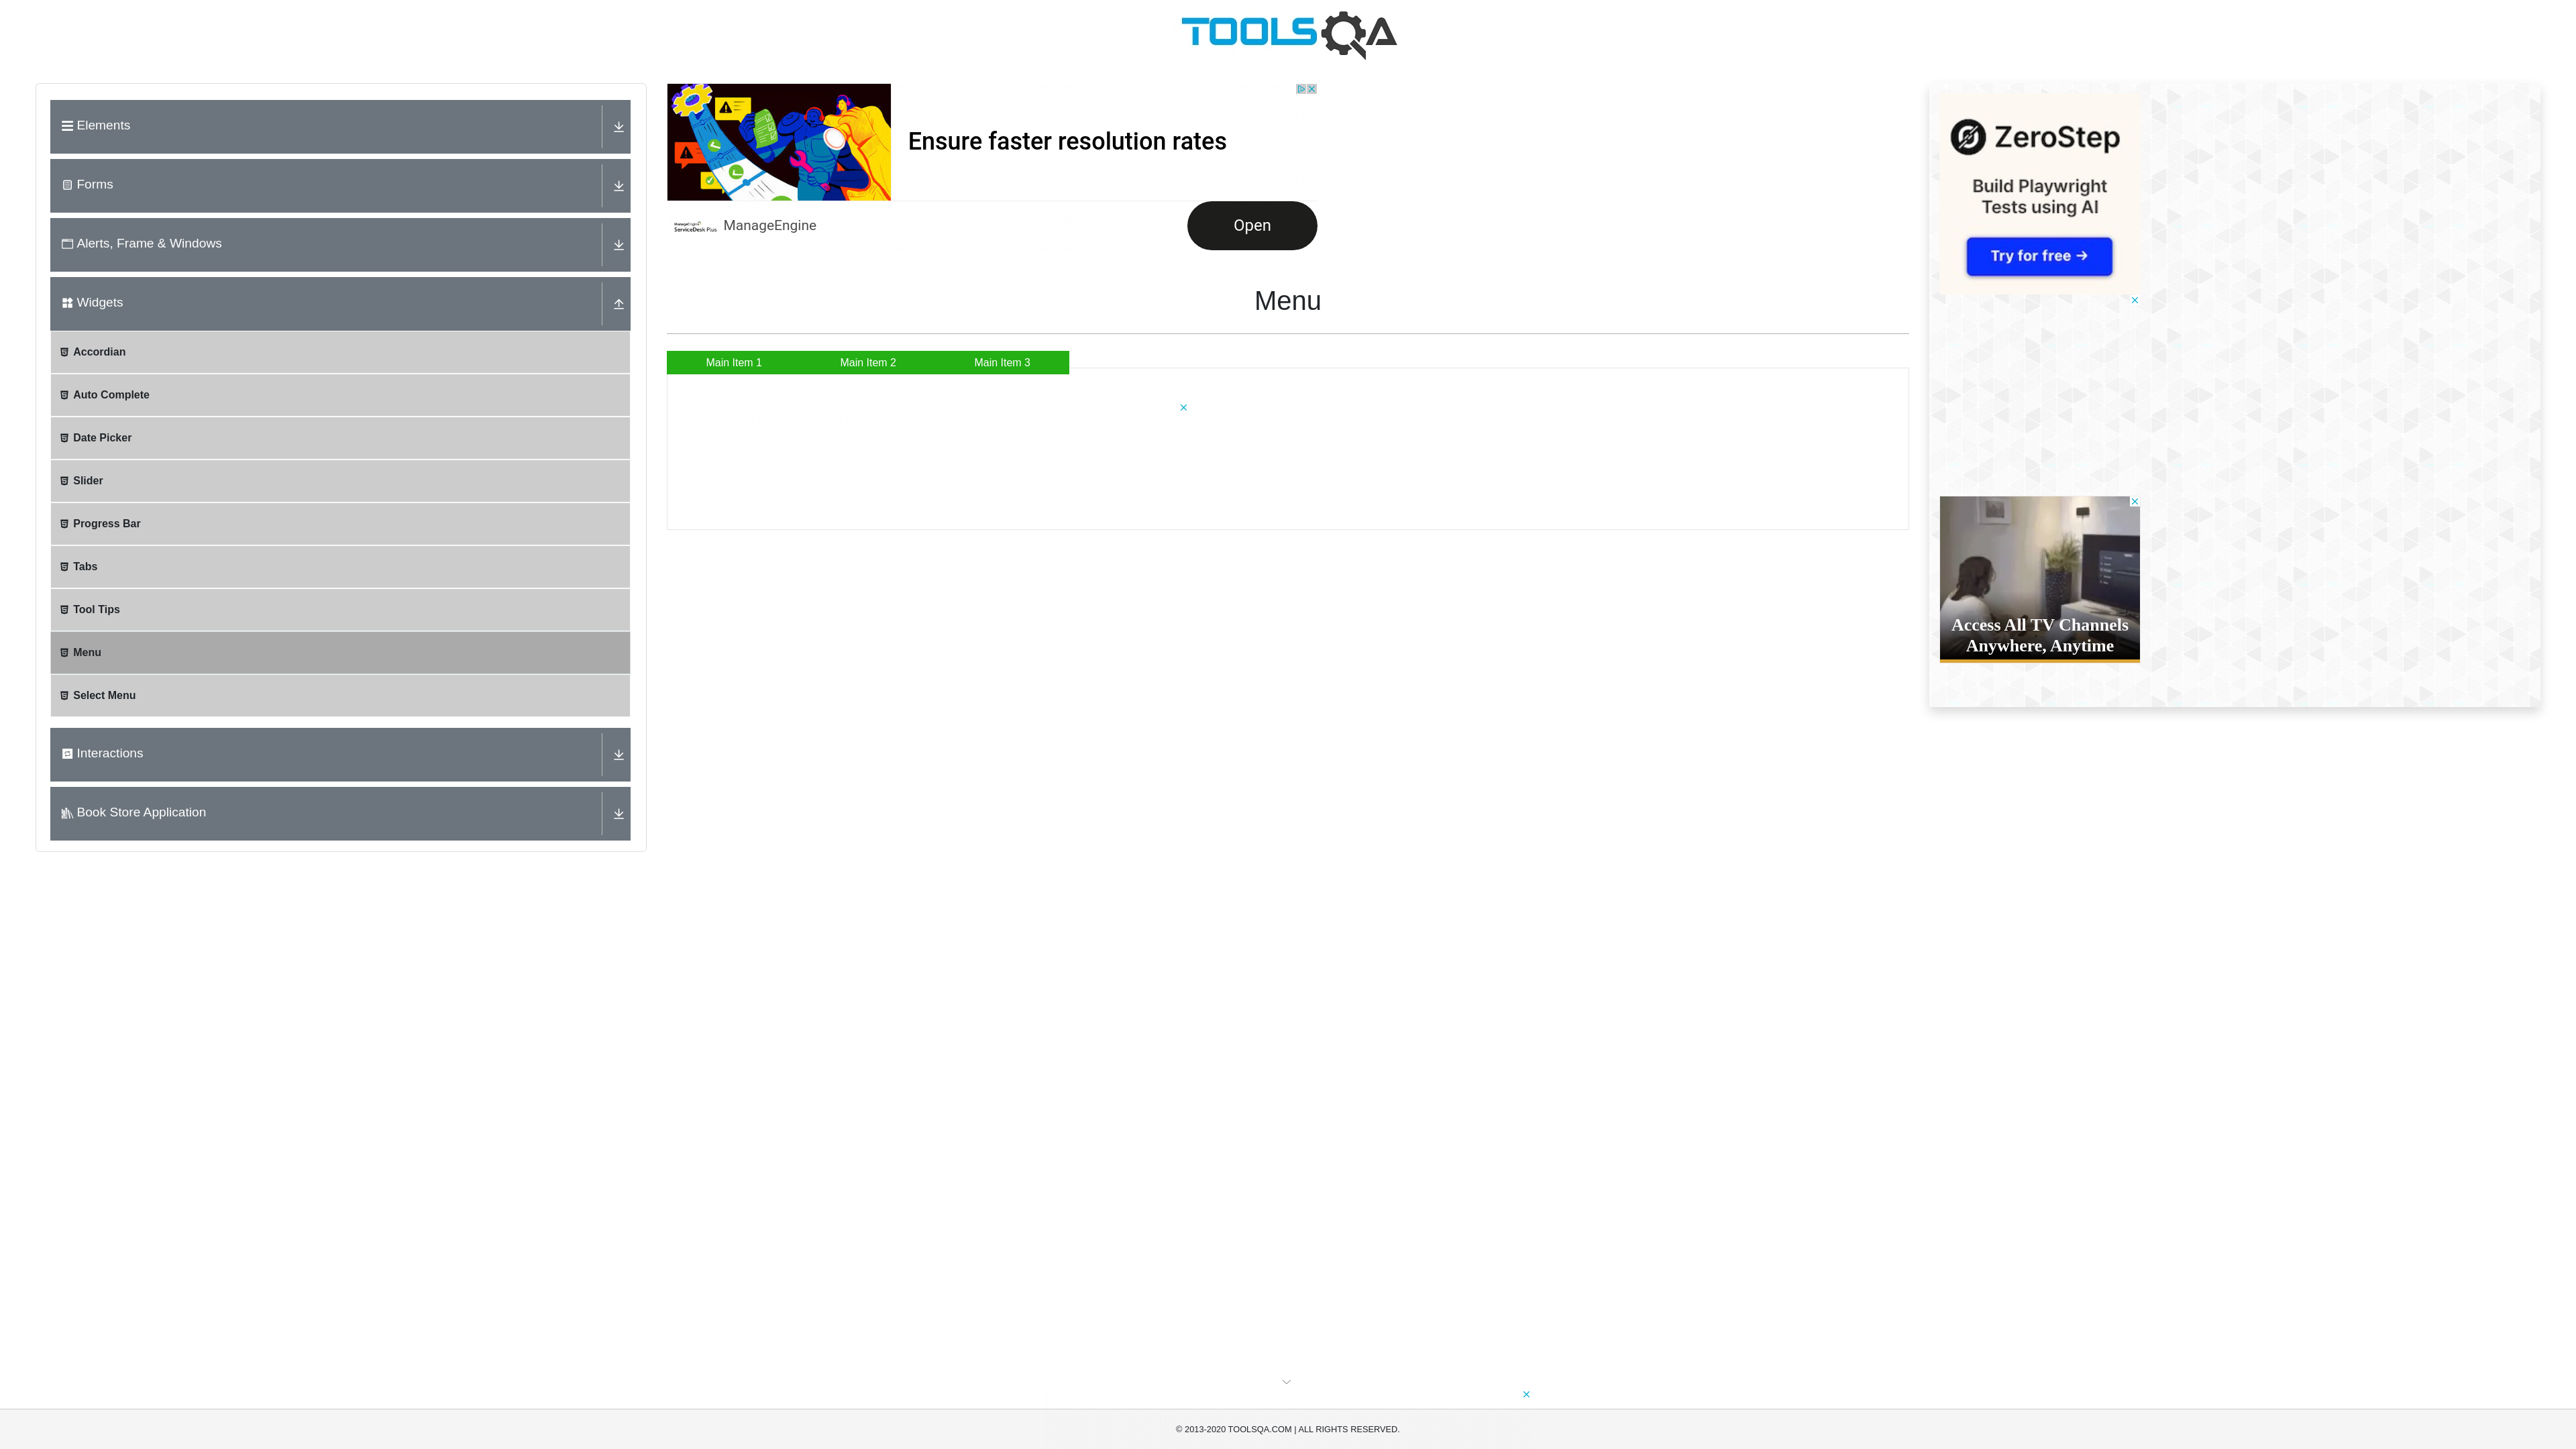 TOOLSQA
Elements
Forms
Alerts, Frame & Windows
Widgets
Accordian
Auto Complete
Date Picker
Slider
Progress Bar
Tabs
Tool Tips
Menu
Select Menu
Interactions
Book Store Application
Ensure faster resolution rates
ManageEngine
ServiceDesk Plus
ManageEngine
Open
Menu
Main Item 1
Main Item 2
Main Item 3
ZeroStep
Build Playwright
Tests using AI
Try for free →
Access All TV Channels
Anywhere, Anytime
© 2013-2020 TOOLSQA.COM | ALL RIGHTS RESERVED.